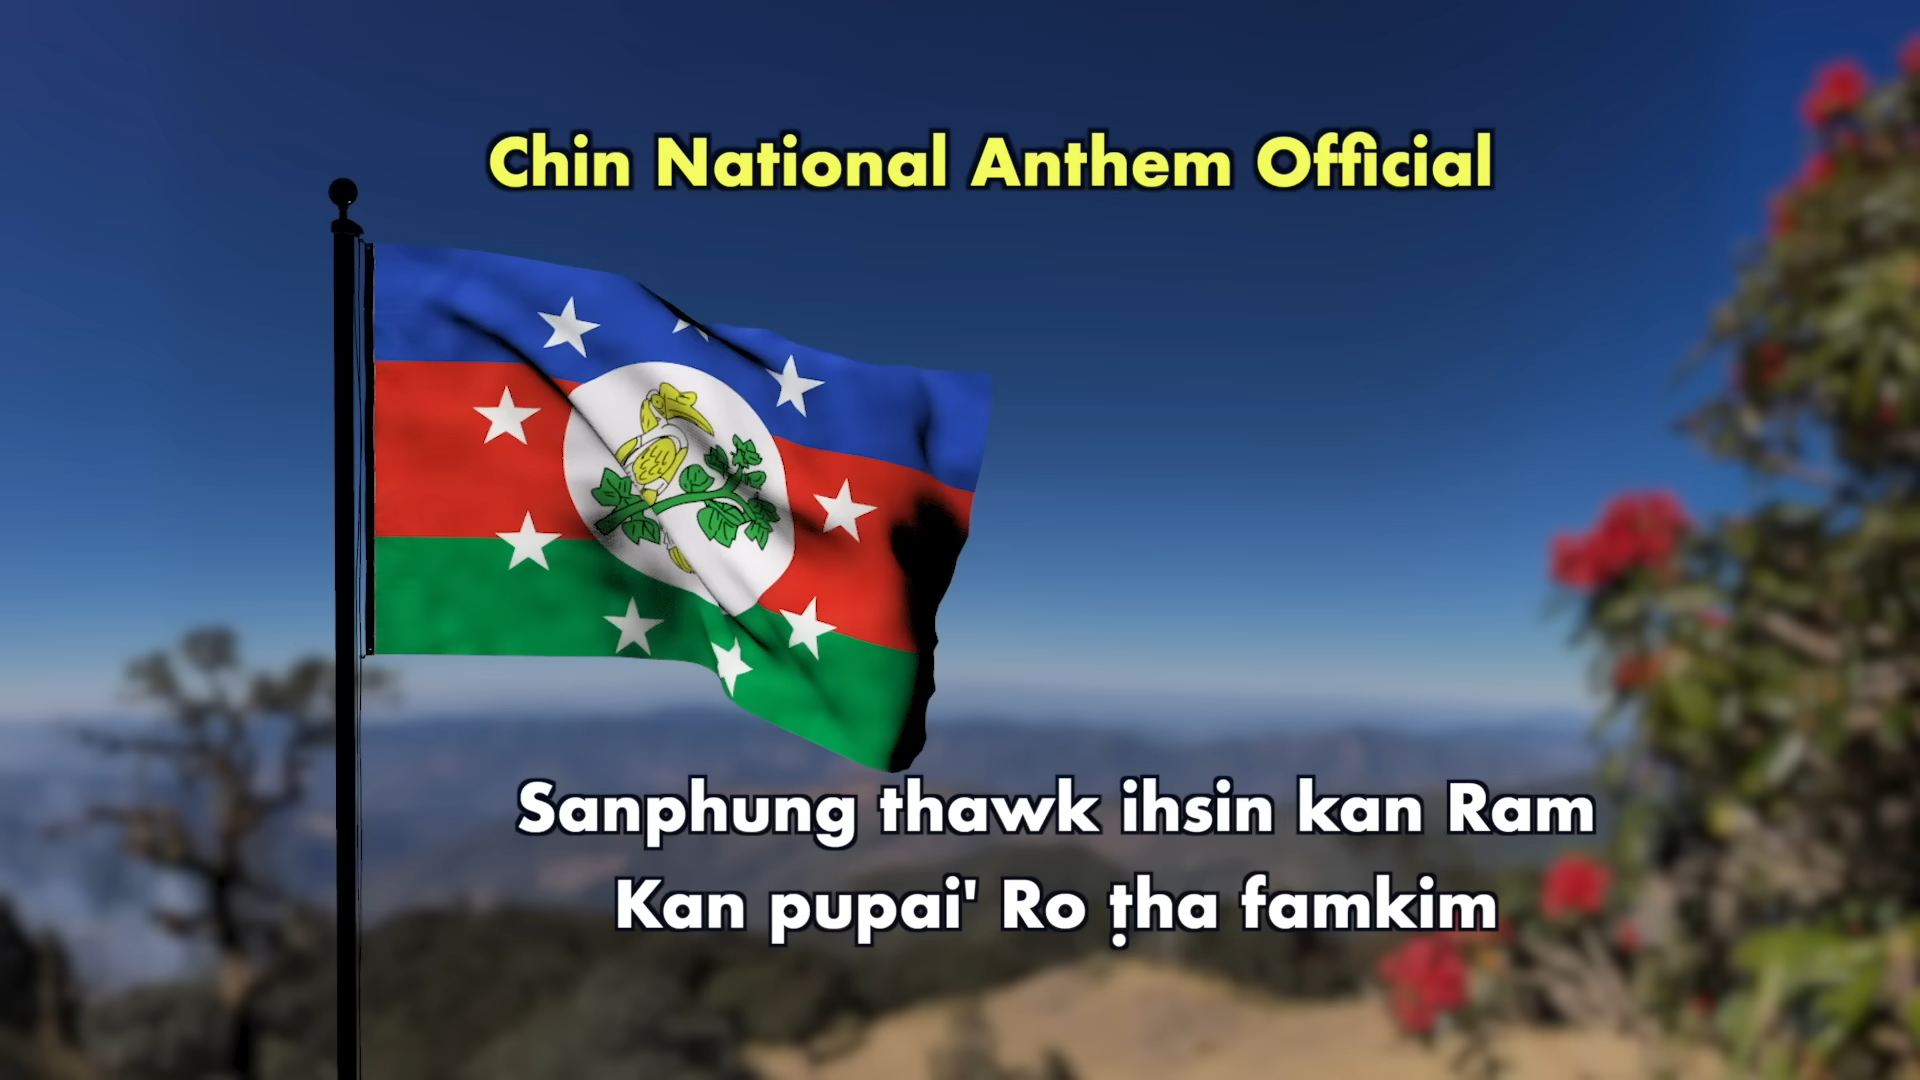 Chin National Anthem Official
Sanphung thawk ihsin kan Ram
Kan pupai' Ro ṭha famkim